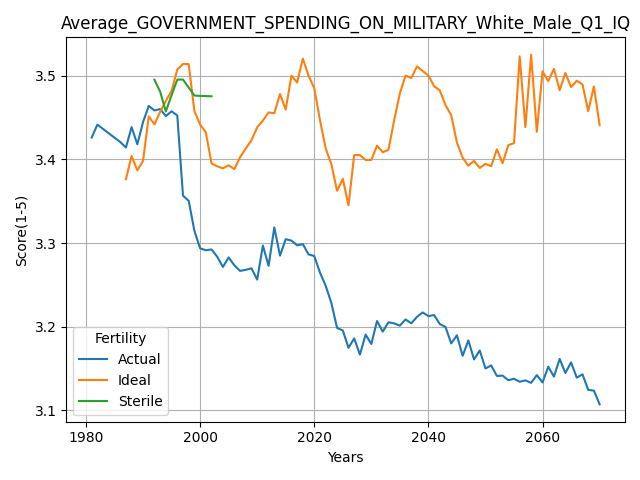 Average_GOVERNMENT_SPENDING_ON_MILITARY_White_Male_Q1_IQ
3.5
3.4
3.3
3.2
3.1
Score(1-5)
Fertility
Actual
Ideal
Sterile
1980 2000 2020 2040 2060
Years